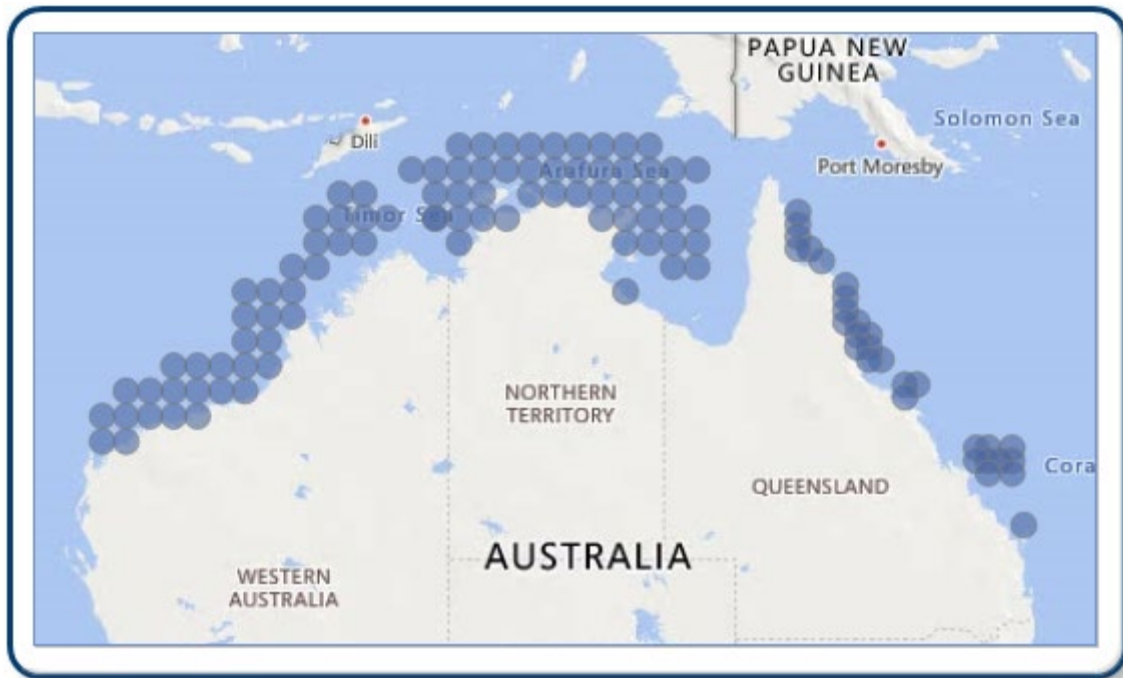 PAPUA NEW
GUINEA
Solomon Sea
Dili
Port Moresby
Arafura Sea
Timor Sea
NORTHERN
TERRITORY
Cora
QUEENSLAND
AUSTRALIA
WESTERN
AUSTRALIA